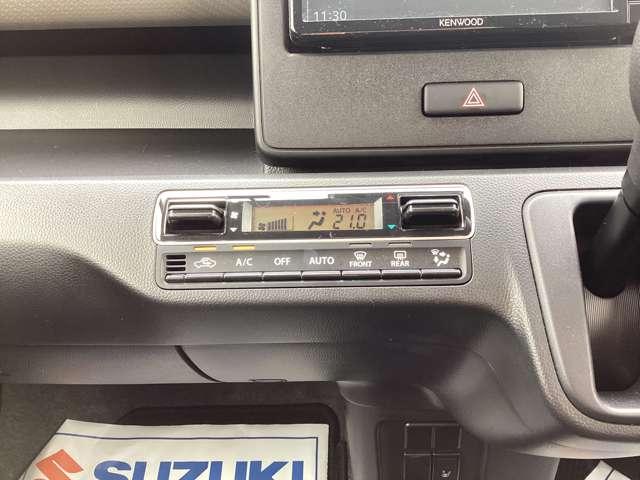 11:30
KENWOOD
AUTO A/C
21.0
A/C OFF AUTO FRONT REAR
SUZUKI